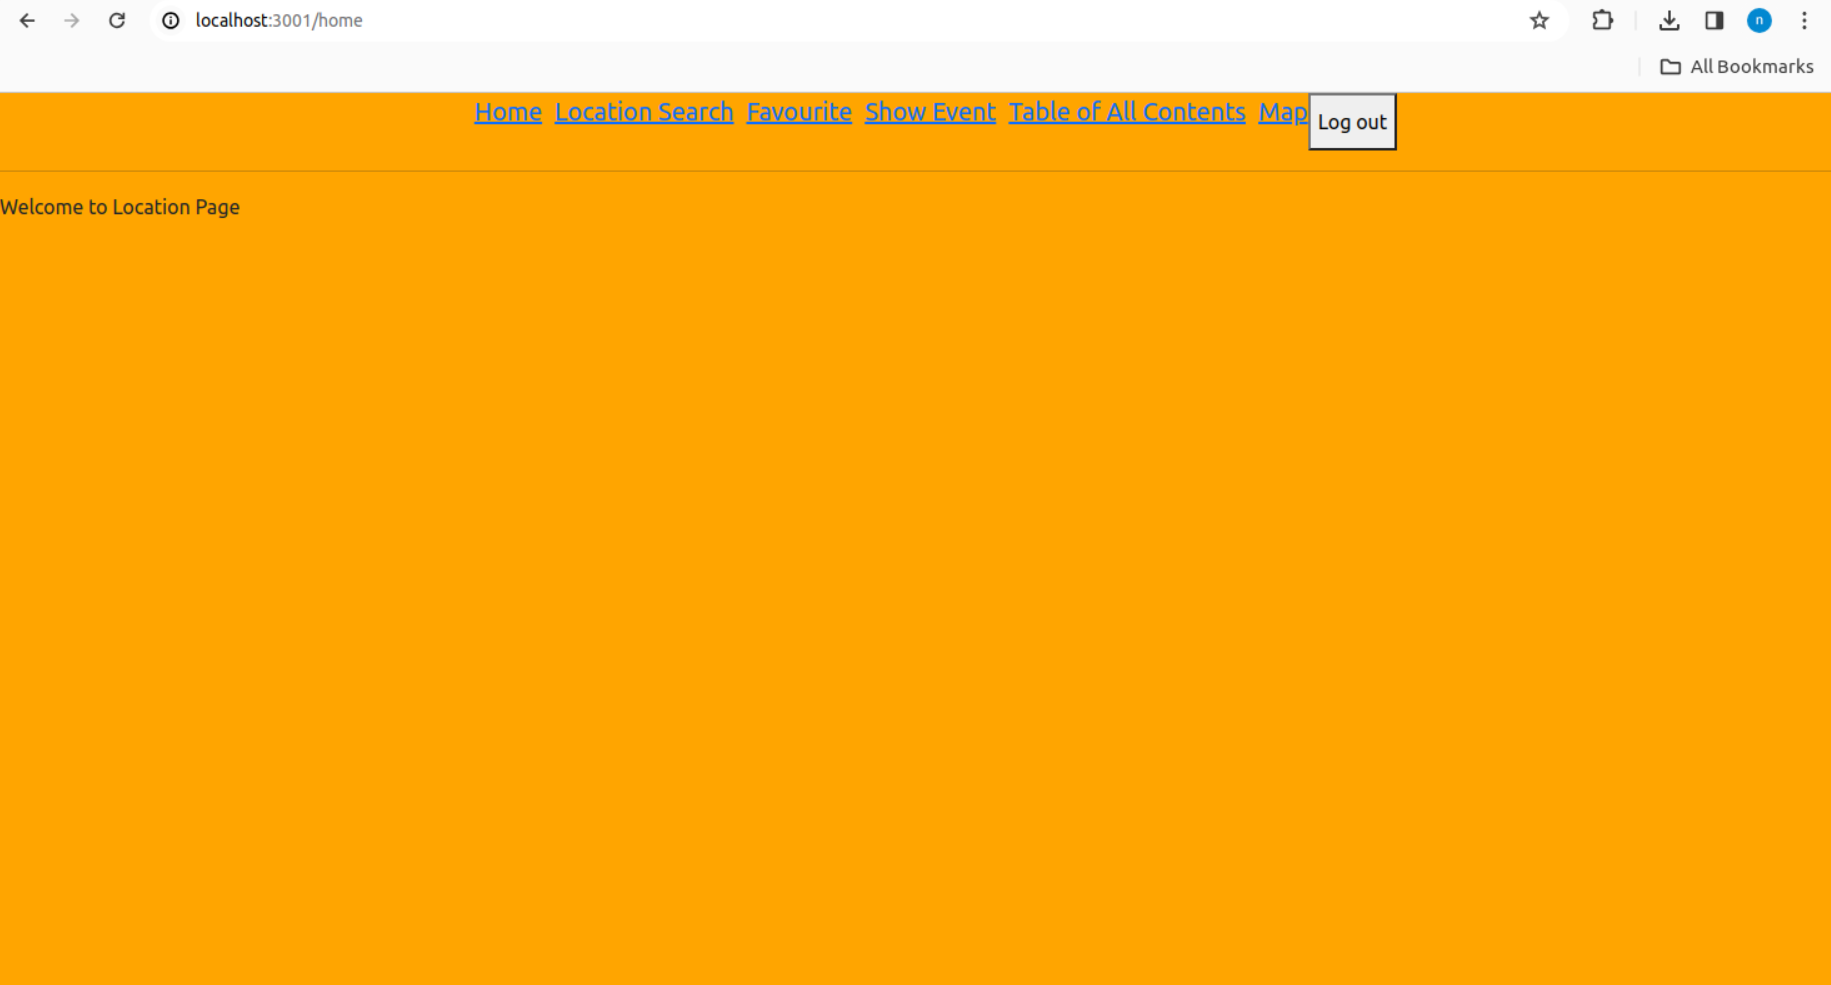 localhost:3001/home
n
All Bookmarks
Home Location Search Favourite Show Event Table of All Contents Map Log out
Welcome to Location Page